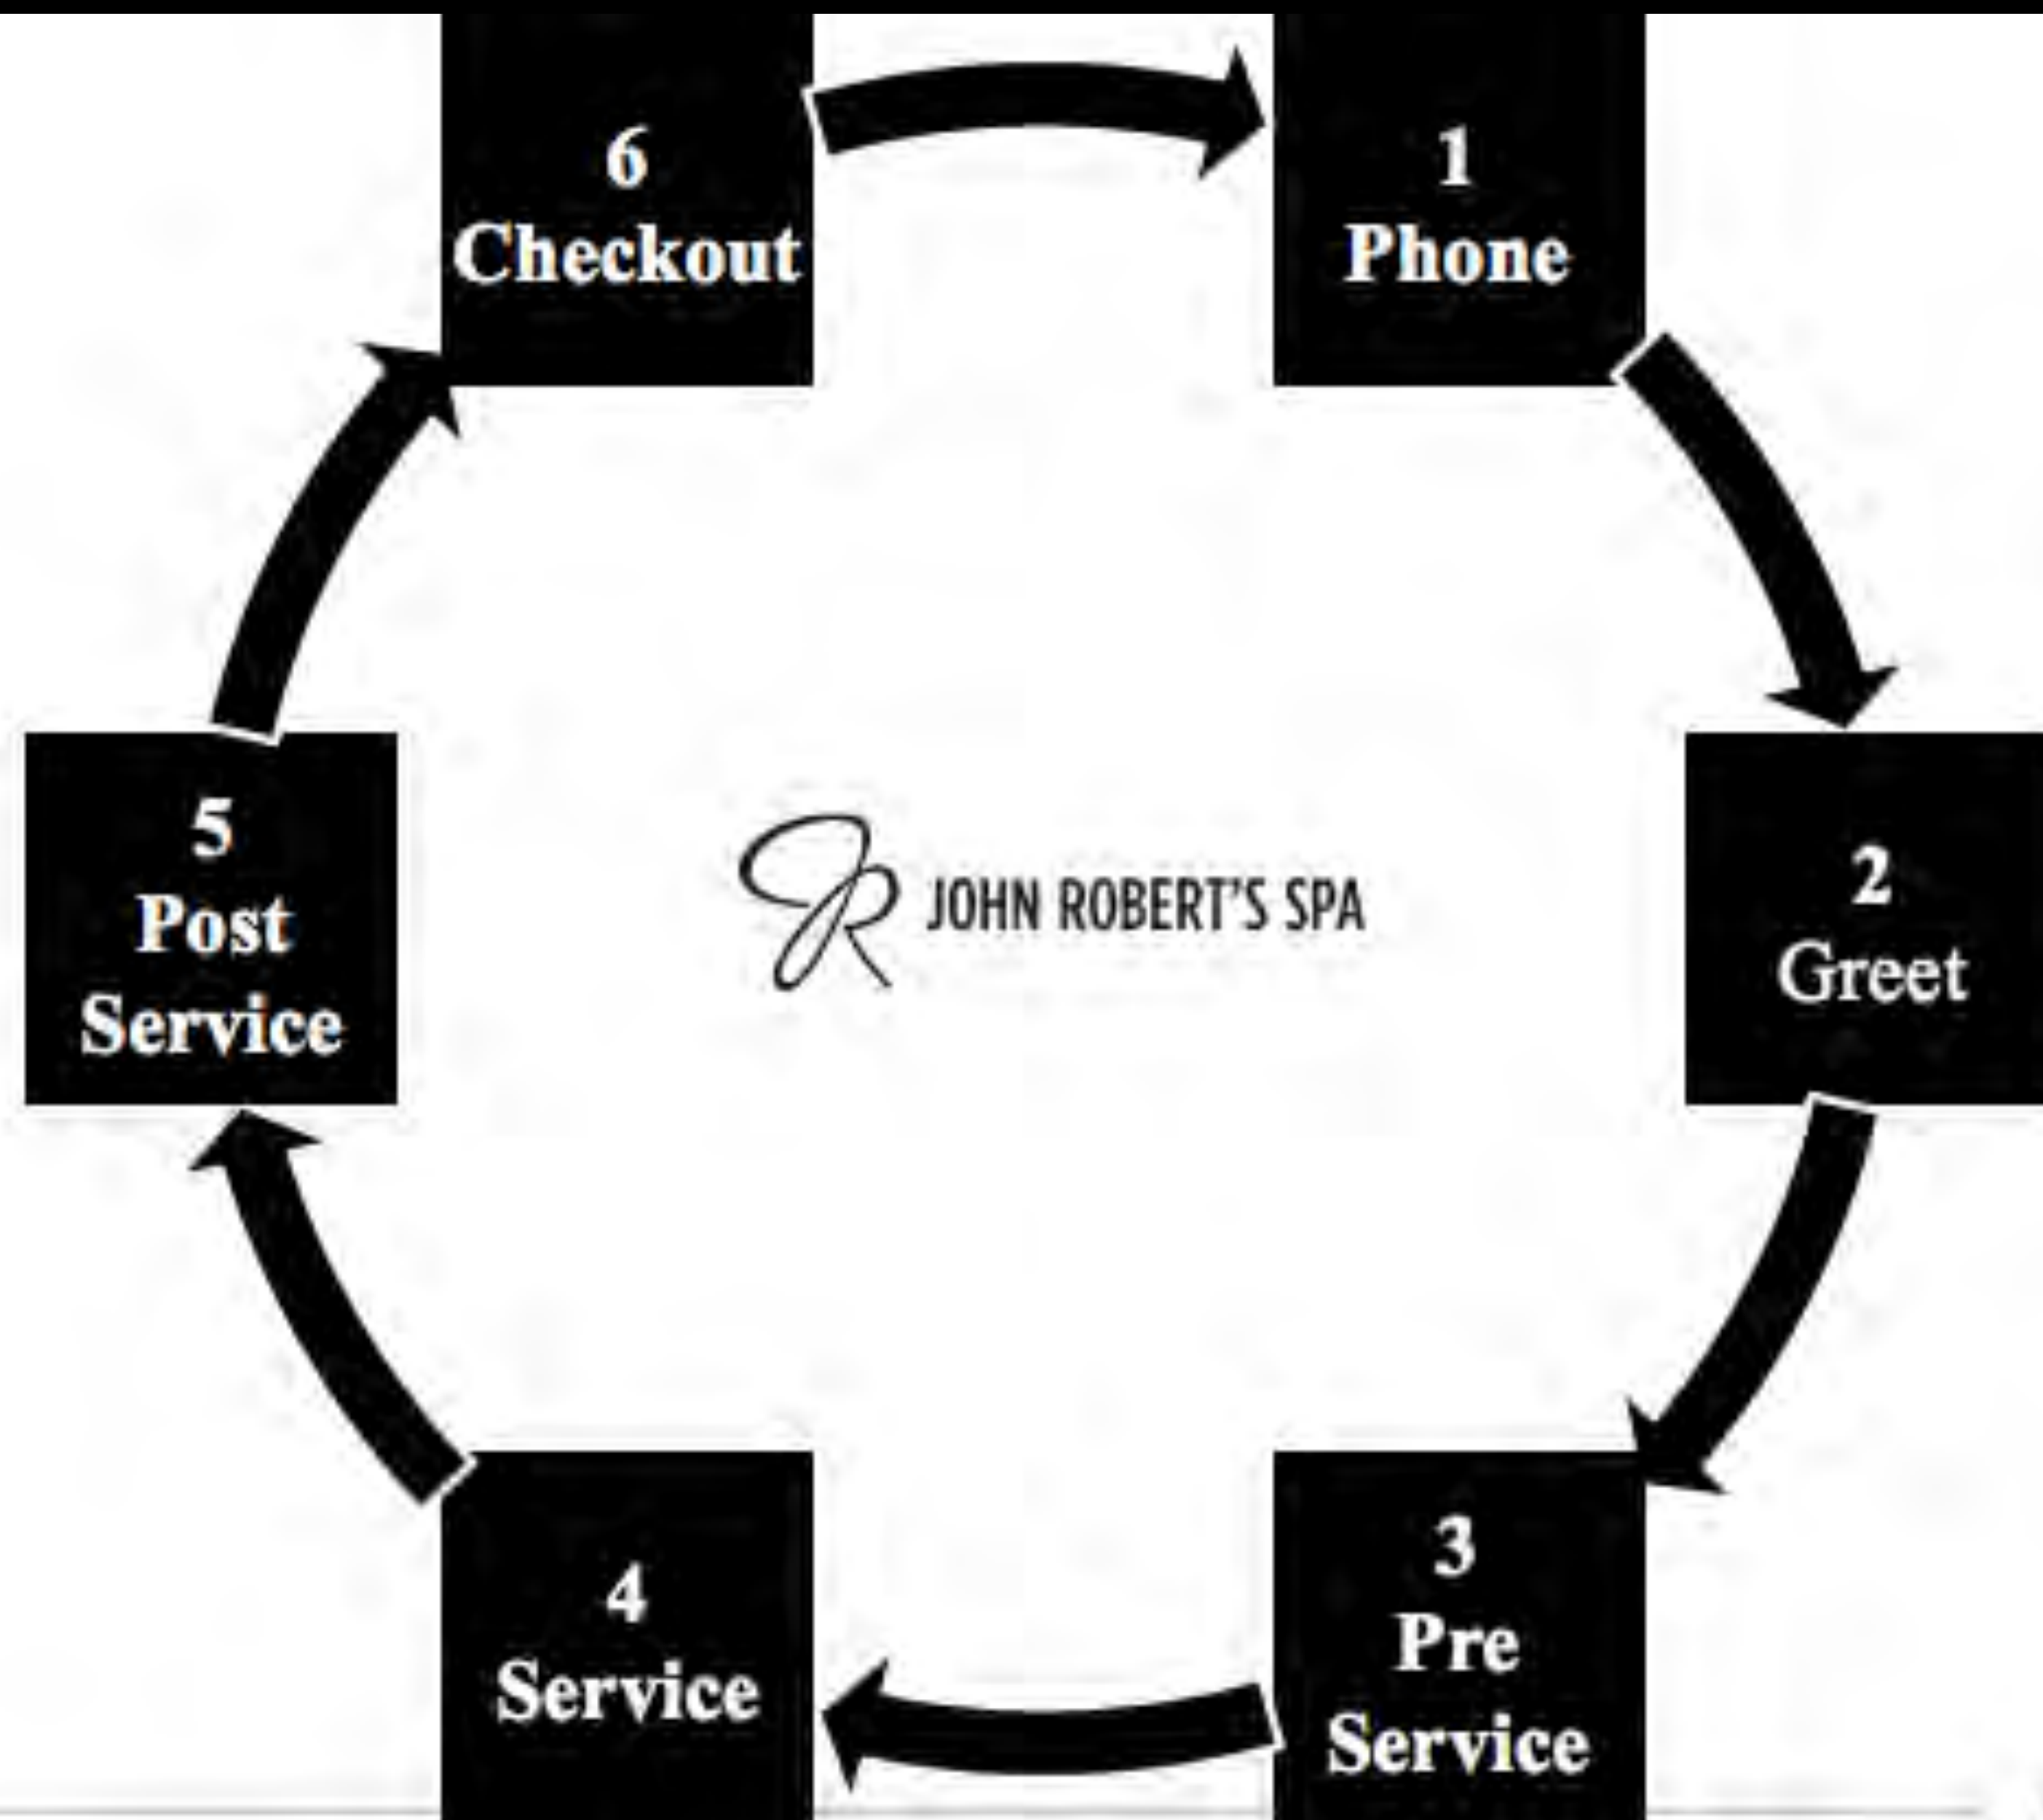 1
Phone
2
Greet
3
Pre
Service
4
Service
5
Post
Service
6
Checkout
JR JOHN ROBERT'S SPA